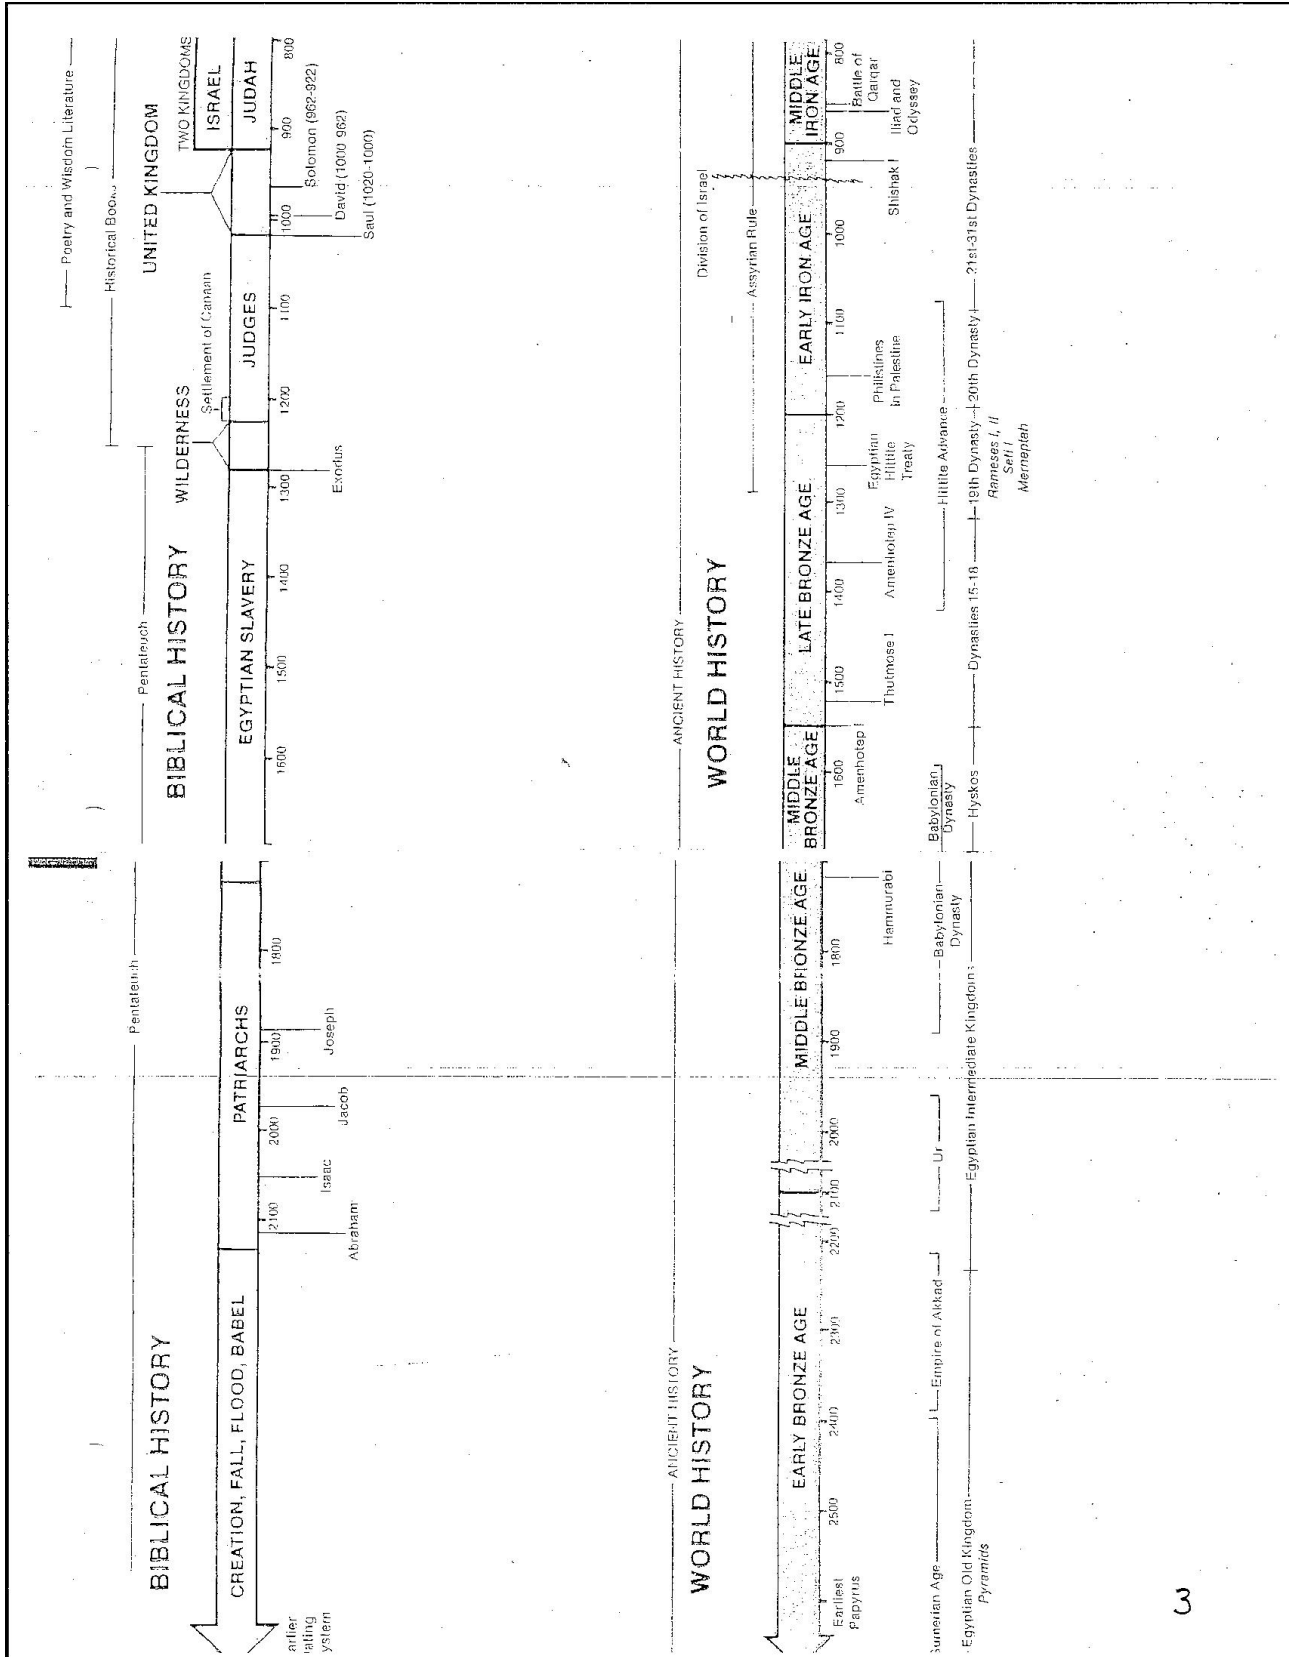 Pentateuch
BIBLICAL HISTORY
CREATION, FALL, FLOOD, BABEL
PATRIARCHS
2100
2000
1900
1800
Abraham
Isaac
Jacob
Joseph
arlier
ating
ystem
Poetry and Wisdom Literature
Historical Books
Pentateuch
BIBLICAL HISTORY
WILDERNESS
Settlement of Canaan
UNITED KINGDOM
TWO KINGDOMS
ISRAEL
EGYPTIAN SLAVERY
JUDGES
JUDAH
1600
1500
1400
1300
1200
1100
1000
900
800
Exodus
Saul (1020-1000)
David (1000-962)
Solomon (962-922)
ANCIENT HISTORY
WORLD HISTORY
EARLY BRONZE AGE
MIDDLE BRONZE AGE
2500
2400
2300
2200
2100
2000
1900
1800
Earliest
Papyrus
Hammurabi
Sumerian Age
Empire of Akkad
Ur
Babylonian
Dynasty
Egyptian Old Kingdom
Pyramids
Egyptian Intermediate Kingdoms
ANCIENT HISTORY
WORLD HISTORY
Division of Israel
Assyrian Rule
MIDDLE
BRONZE AGE
LATE BRONZE AGE
EARLY IRON AGE
MIDDLE
IRON AGE
1600
1500
1400
1300
1200
1100
1000
900
800
Amenhotep I
Thutmose I
Amenhotep IV
Egyptian
Hittite
Treaty
Philistines
in Palestine
Shishak I
Iliad and
Odyssey
Battle of
Qarqar
Babylonian
Dynasty
Hittite Advance
Hyskos
Dynasties 15-18
19th Dynasty
20th Dynasty
21st-31st Dynasties
Rameses I, II
Seti I
Merneptah
3